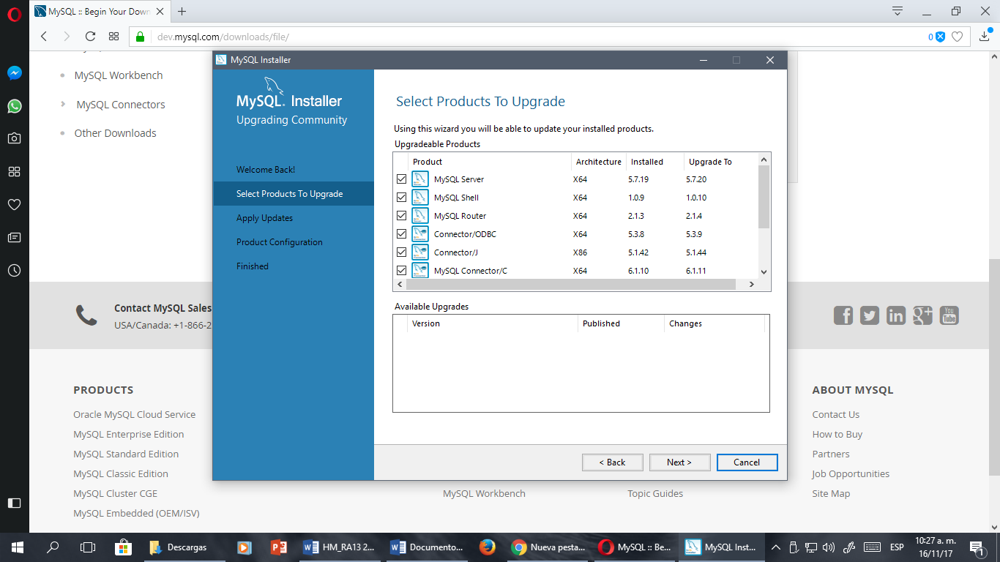 MySQL :: Begin Your Down
dev.mysql.com/downloads/file/
0
MySQL Workbench
MySQL Connectors
Other Downloads
MySQL Installer
MySQL. Installer
Upgrading Community
Welcome Back!
Select Products To Upgrade
Apply Updates
Product Configuration
Finished
Select Products To Upgrade
Using this wizard you will be able to update your installed products.
Upgradeable Products
Product Architecture Installed Upgrade To
MySQL Server X64 5.7.19 5.7.20
MySQL Shell X64 1.0.9 1.0.10
MySQL Router X64 2.1.3 2.1.4
Connector/ODBC X64 5.3.8 5.3.9
Connector/J X86 5.1.42 5.1.44
MySQL Connector/C X64 6.1.10 6.1.11
Available Upgrades
Version Published Changes
< Back Next > Cancel
Contact MySQL Sales
USA/Canada: +1-866-2
You
Tube
PRODUCTS
Oracle MySQL Cloud Service
MySQL Enterprise Edition
MySQL Standard Edition
MySQL Classic Edition
MySQL Cluster CGE
MySQL Embedded (OEM/ISV)
MySQL Workbench
Topic Guides
ABOUT MYSQL
Contact Us
How to Buy
Partners
Job Opportunities
Site Map
Descargas
HM_RA13 2...
Documento...
Nueva pesta...
MySQL :: Be...
MySQL Inst...
ESP
10:27 a. m.
16/11/17
1